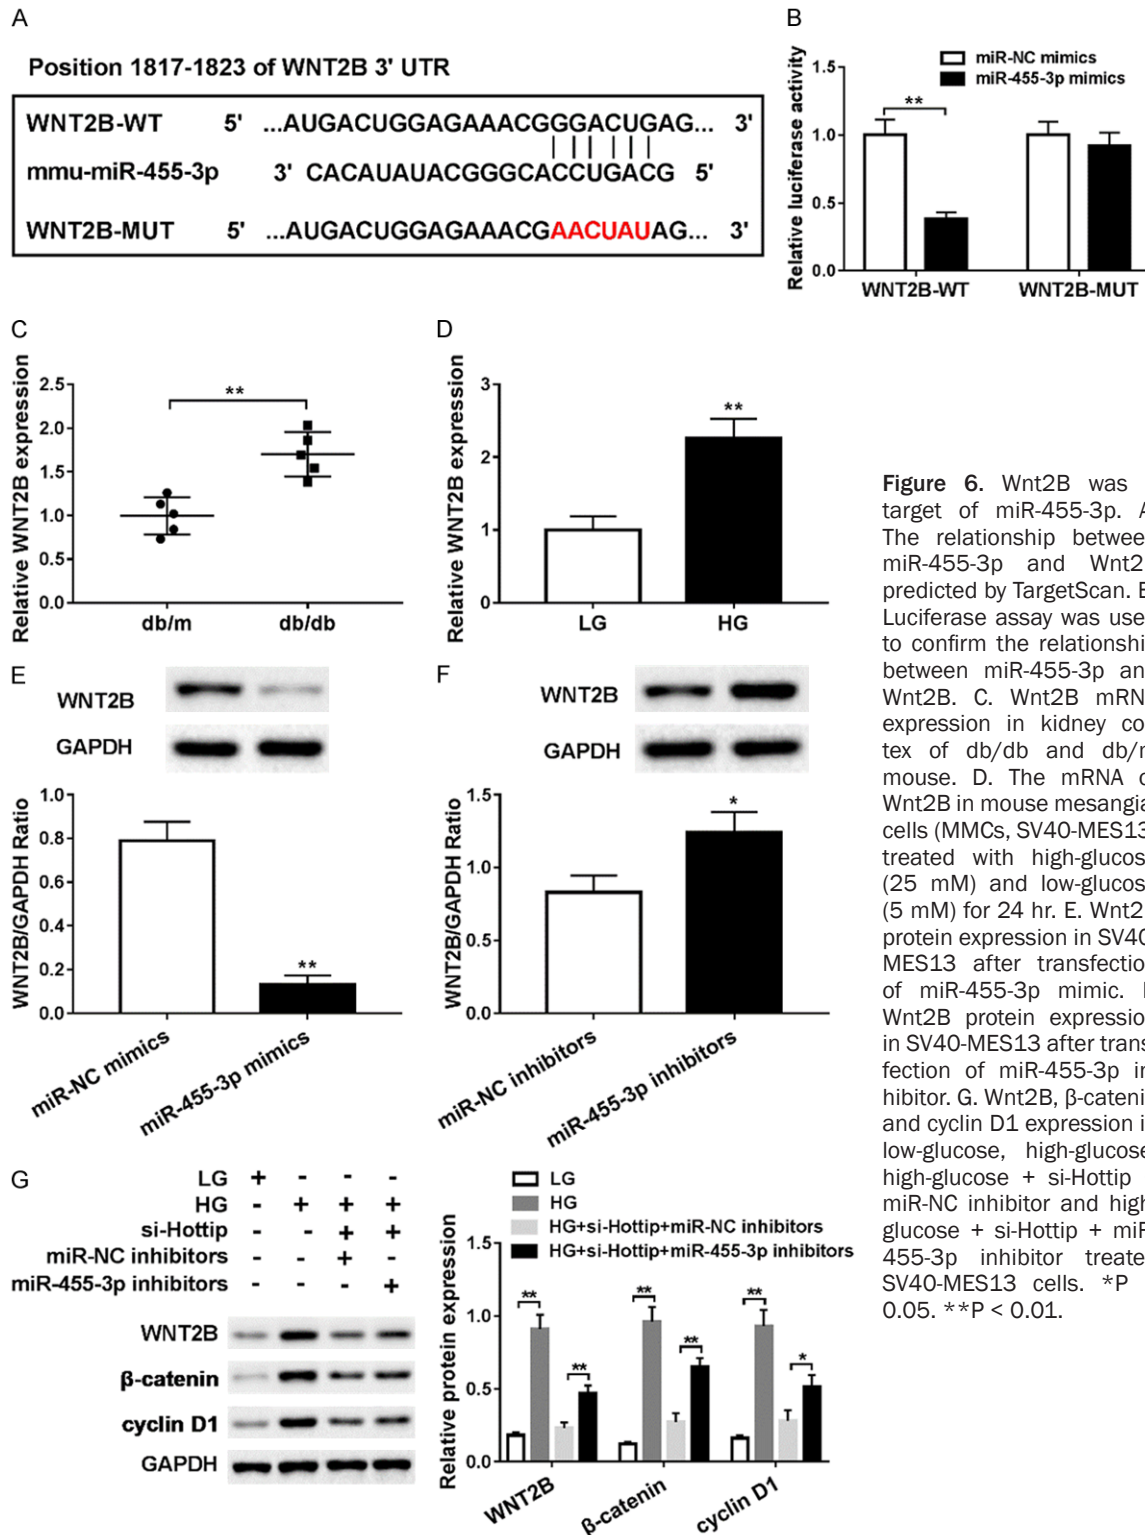 A
Position 1817-1823 of WNT2B 3' UTR
WNT2B-WT 5' ...AUGACUGGAGAAACGGGACUGAG... 3'
mmu-miR-455-3p 3' CACAUAUACGGGCACCUGACG 5'
WNT2B-MUT 5' ...AUGACUGGAGAAACGAACUAUAG... 3'
B
miR-NC mimics
miR-455-3p mimics
Relative luciferase activity
1.5
1.0
0.5
0.0
**
WNT2B-WT WNT2B-MUT
C
Relative WNT2B expression
2.5
2.0
1.5
1.0
0.5
0.0
**
db/m db/db
D
Relative WNT2B expression
3
2
1
0
**
LG HG
E
WNT2B
GAPDH
WNT2B/GAPDH Ratio
1.0
0.8
0.6
0.4
0.2
0.0
**
miR-NC mimics
miR-455-3p mimics
F
WNT2B
GAPDH
WNT2B/GAPDH Ratio
1.5
1.0
0.5
0.0
*
miR-NC inhibitors
miR-455-3p inhibitors
G
LG + - - -
HG - + + +
si-Hottip - - + +
miR-NC inhibitors - - + -
miR-455-3p inhibitors - - - +
WNT2B
β-catenin
cyclin D1
GAPDH
LG
HG
HG+si-Hottip+miR-NC inhibitors
HG+si-Hottip+miR-455-3p inhibitors
Relative protein expression
1.5
1.0
0.5
0.0
** ** ** ** ** *
WNT2B
β-catenin
cyclin D1
Figure 6. Wnt2B was
target of miR-455-3p. A
The relationship betwee
miR-455-3p and Wnt2
predicted by TargetScan. B
Luciferase assay was use
to confirm the relationshi
between miR-455-3p an
Wnt2B. C. Wnt2B mRN
expression in kidney co
tex of db/db and db/
mouse. D. The mRNA o
Wnt2B in mouse mesangia
cells (MMCs, SV40-MES13
treated with high-glucos
(25 mM) and low-glucos
(5 mM) for 24 hr. E. Wnt2
protein expression in SV40
MES13 after transfection
of miR-455-3p mimic.
Wnt2B protein expression
in SV40-MES13 after trans
fection of miR-455-3p in
hibitor. G. Wnt2B, β-catenin
and cyclin D1 expression i
low-glucose, high-glucose
high-glucose + si-Hottip
miR-NC inhibitor and high
glucose + si-Hottip + miR
455-3p inhibitor treate
SV40-MES13 cells. *P
0.05. **P < 0.01.